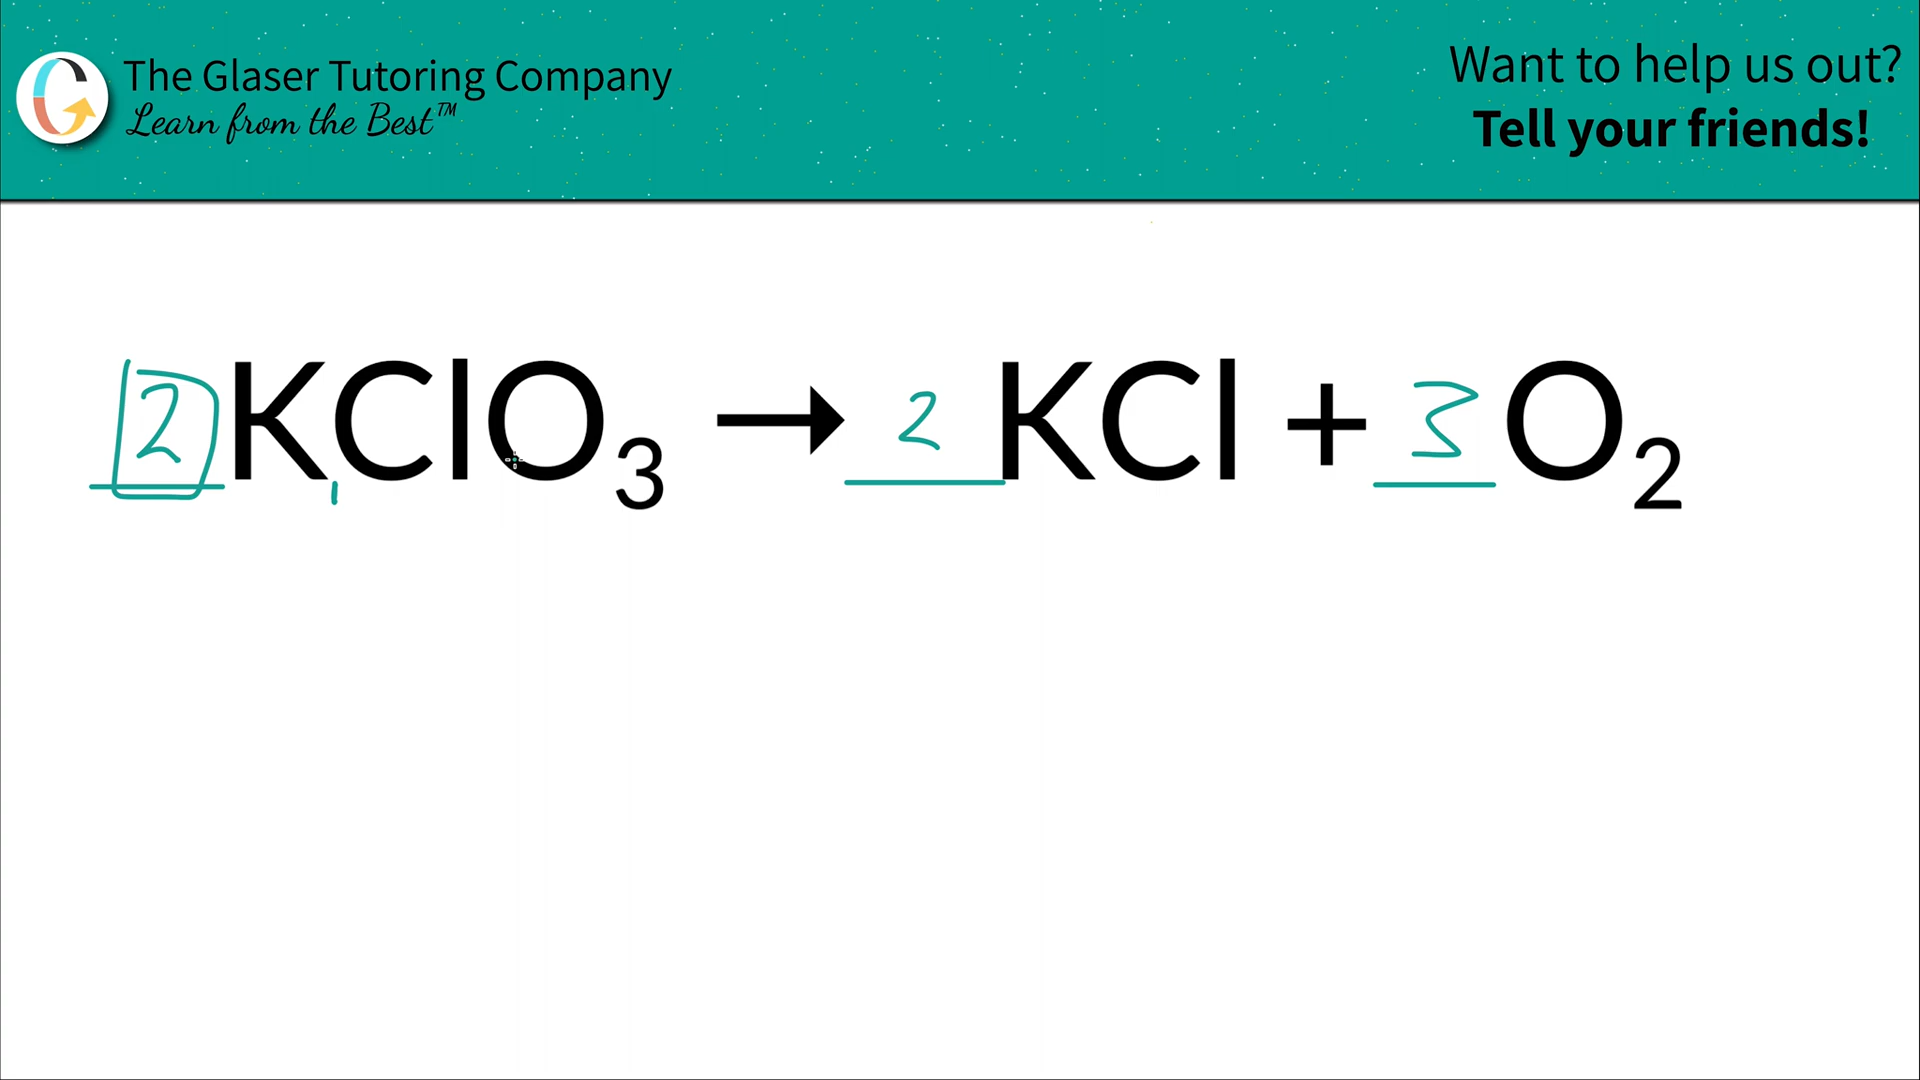 The Glaser Tutoring Company
Learn from the Best™
Want to help us out?
Tell your friends!
2 KClO₃ → 2 KCl + 3 O₂
1